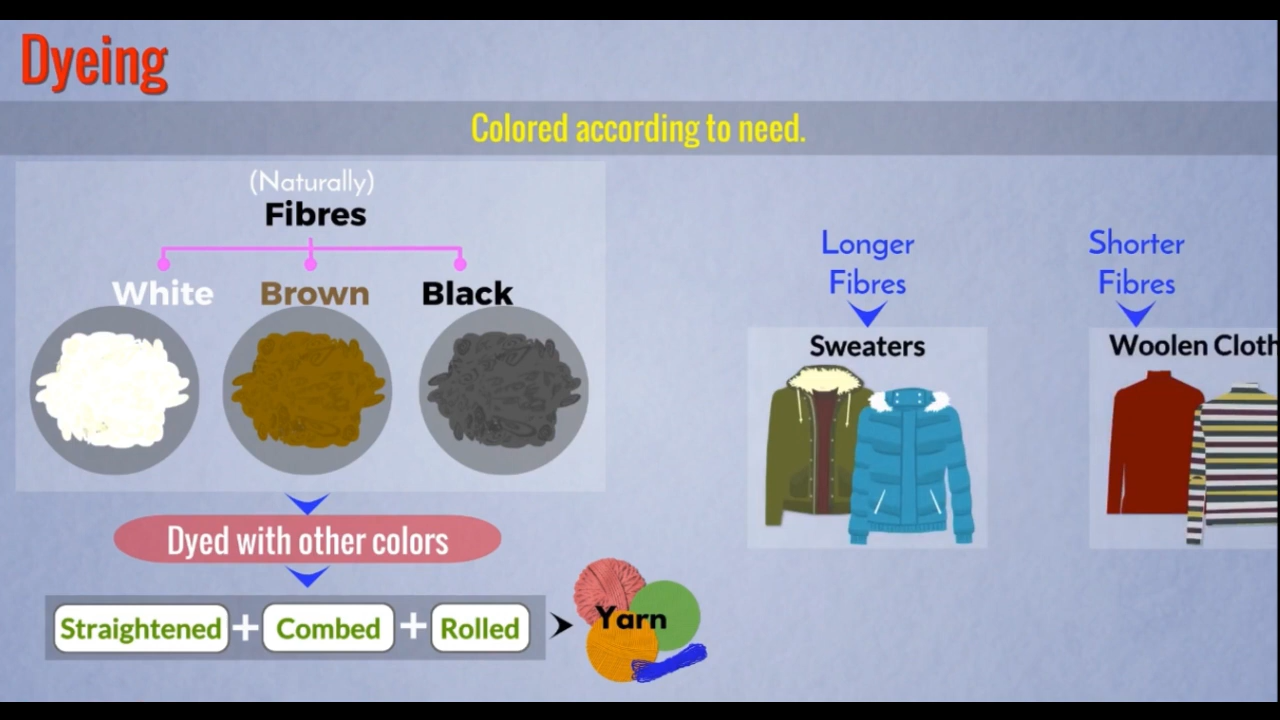 Dyeing
Colored according to need.
(Naturally)
Fibres
White Brown Black
Dyed with other colors
Straightened + Combed + Rolled
Yarn
Longer
Fibres
Sweaters
Shorter
Fibres
Woolen Cloth